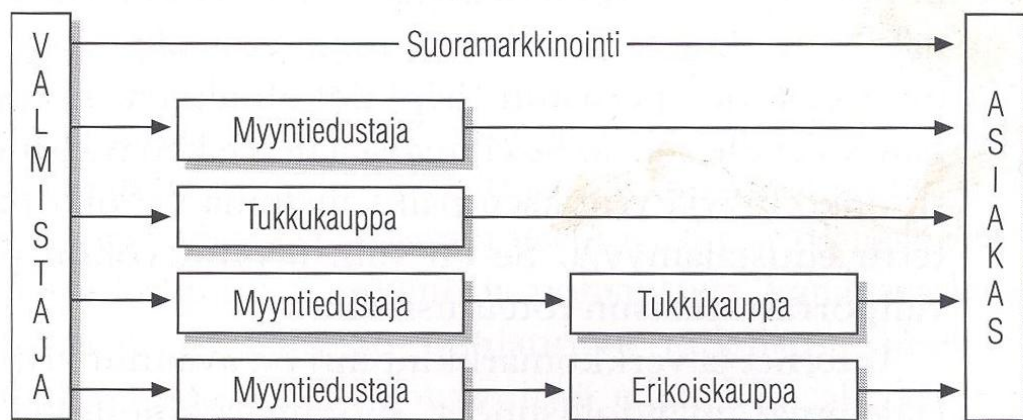 VALMISTAJA
Suoramarkkinointi
Myyntiedustaja
Tukkukauppa
Myyntiedustaja
Tukkukauppa
Myyntiedustaja
Erikoiskauppa
ASIAKAS